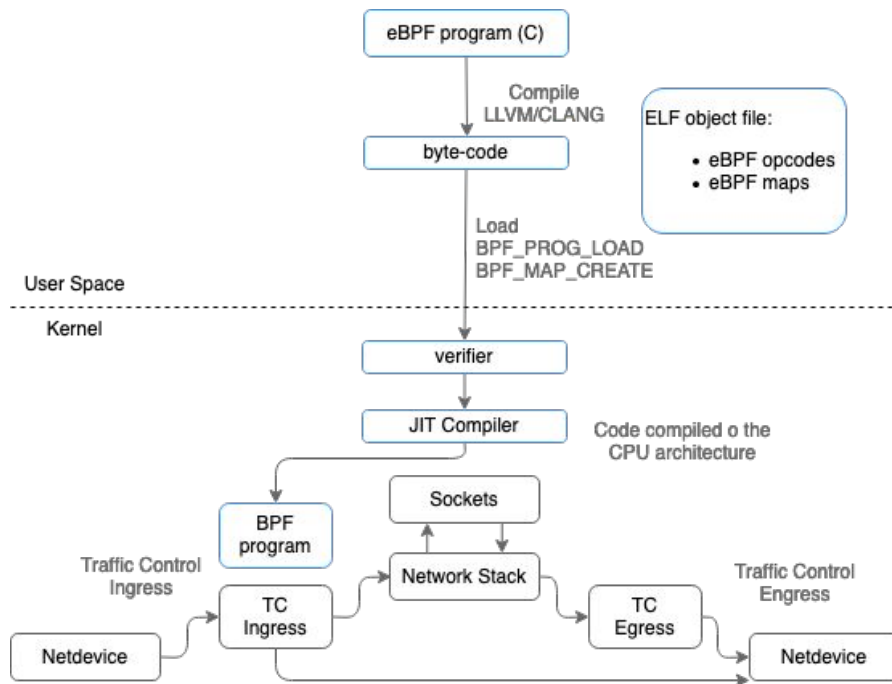 eBPF program (C)
Compile
LLVM/CLANG
ELF object file:
• eBPF opcodes
• eBPF maps
byte-code
Load
BPF_PROG_LOAD
BPF_MAP_CREATE
User Space
Kernel
verifier
JIT Compiler
Code compiled o the
CPU architecture
Sockets
BPF
program
Traffic Control
Ingress
Network Stack
Traffic Control
Engress
TC
Ingress
TC
Egress
Netdevice
Netdevice